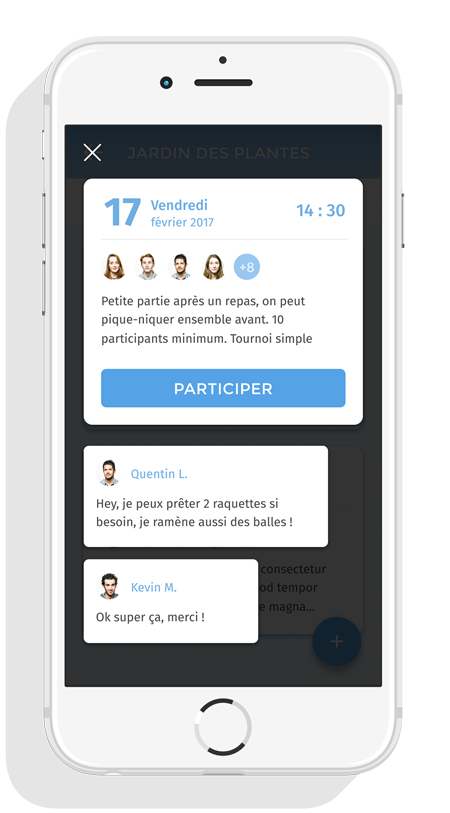 JARDIN DES PLANTES
17 Vendredi 14 : 30
février 2017
+8
Petite partie après un repas, on peut
pique-niquer ensemble avant. 10
participants minimum. Tournoi simple
PARTICIPER
Quentin L.
Hey, je peux prêter 2 raquettes si
besoin, je ramène aussi des balles !
consectetur
Kevin M.
tempor
Ok super ça, merci !
magna...
+